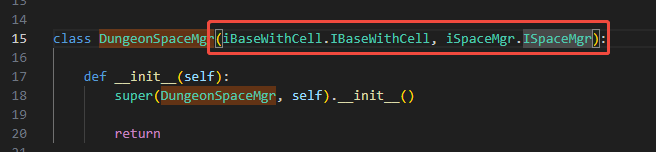 14
15 class DungeonSpaceMgr(iBaseWithCell.IBaseWithCell, iSpaceMgr.ISpaceMgr):
16
17 def __init__(self):
18 super(DungeonSpaceMgr, self).__init__()
19
20 return